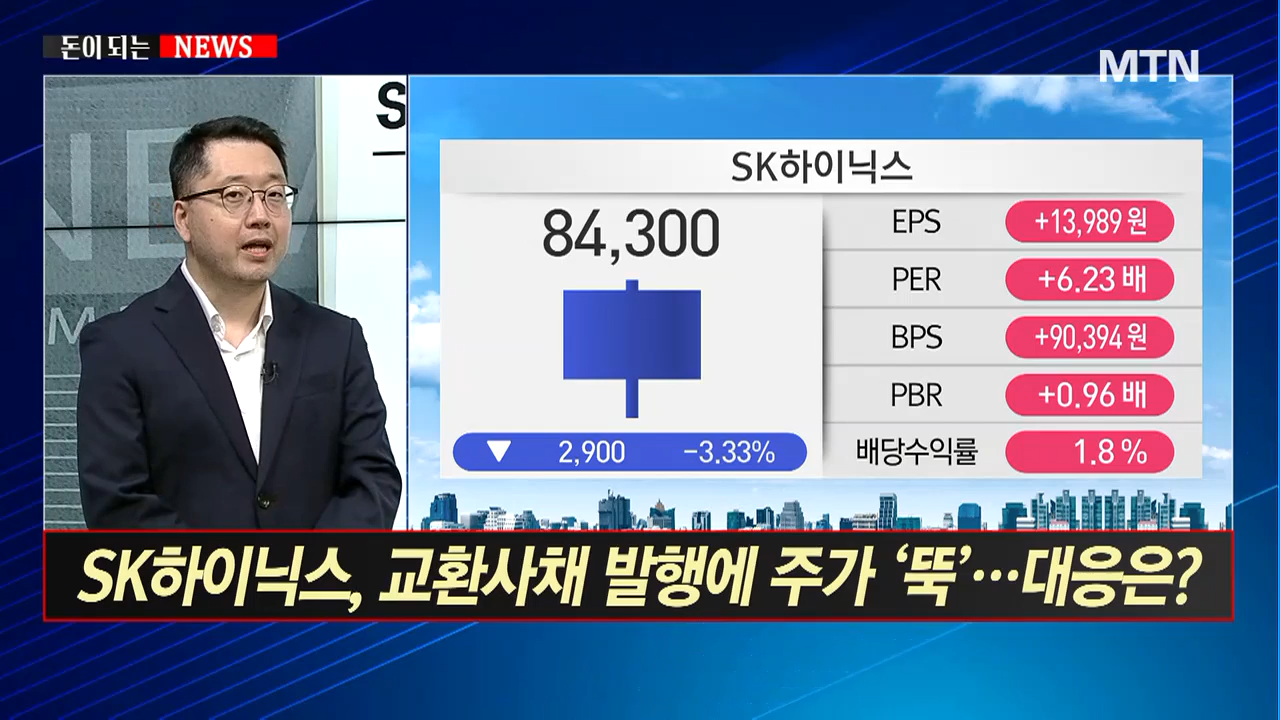 돈이 되는 NEWS
MTN
S
NEW
M
SK하이닉스
84,300
▼ 2,900 -3.33%
EPS +13,989 원
PER +6.23 배
BPS +90,394 원
PBR +0.96 배
배당수익률 1.8 %
SK하이닉스, 교환사채 발행에 주가 ‘뚝’…대응은?